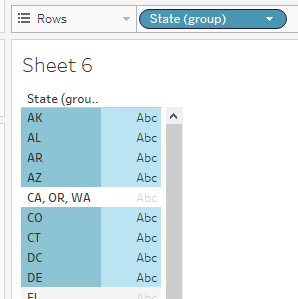 Rows
State (group)
Sheet 6
State (grou..
AK Abc
AL Abc
AR Abc
AZ Abc
CA, OR, WA Abc
CO Abc
CT Abc
DC Abc
DE Abc